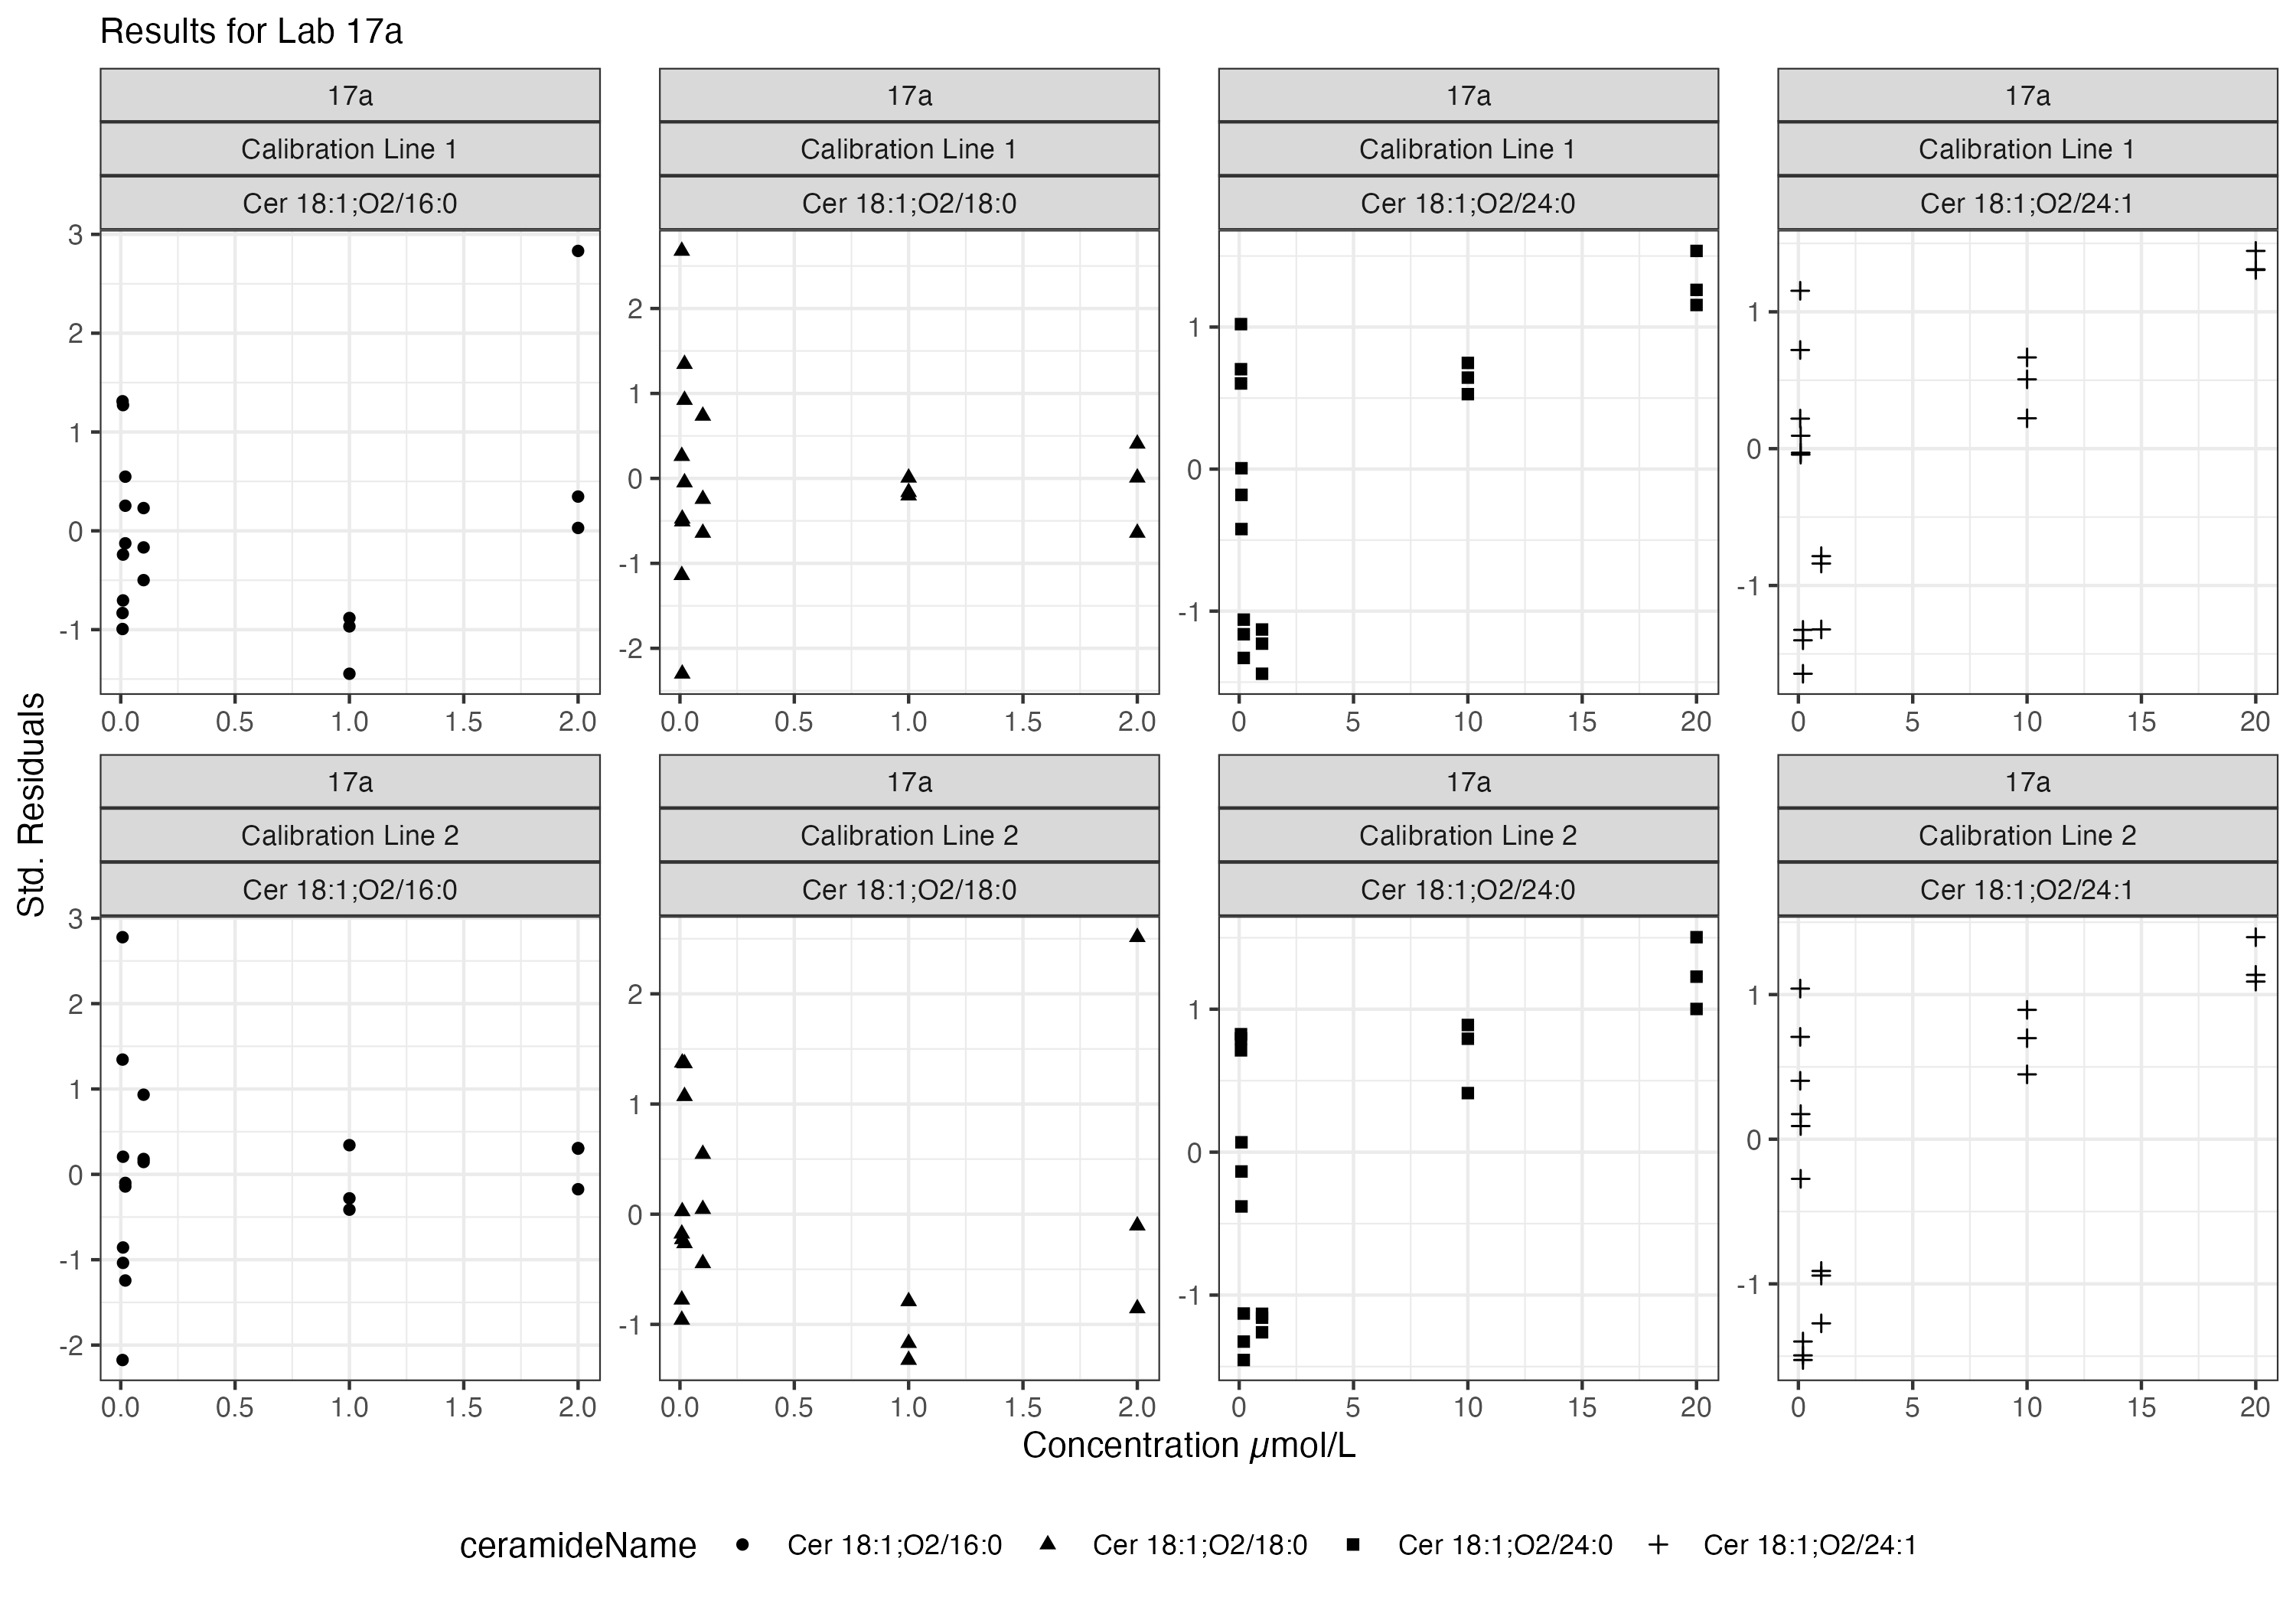 Results for Lab 17a
17a 17a 17a 17a
Calibration Line 1 Calibration Line 1 Calibration Line 1 Calibration Line 1
Cer 18:1;O2/16:0 Cer 18:1;O2/18:0 Cer 18:1;O2/24:0 Cer 18:1;O2/24:1
3
2
1
0
-1
2
1
0
-1
-2
1
0
-1
1
0
-1
0.0 0.5 1.0 1.5 2.0 0.0 0.5 1.0 1.5 2.0 0 5 10 15 20 0 5 10 15 20
Std. Residuals
17a 17a 17a 17a
Calibration Line 2 Calibration Line 2 Calibration Line 2 Calibration Line 2
Cer 18:1;O2/16:0 Cer 18:1;O2/18:0 Cer 18:1;O2/24:0 Cer 18:1;O2/24:1
3
2
1
0
-1
-2
2
1
0
-1
1
0
-1
1
0
-1
0.0 0.5 1.0 1.5 2.0 0.0 0.5 1.0 1.5 2.0 0 5 10 15 20 0 5 10 15 20
Concentration µmol/L
ceramideName Cer 18:1;O2/16:0 Cer 18:1;O2/18:0 Cer 18:1;O2/24:0 Cer 18:1;O2/24:1